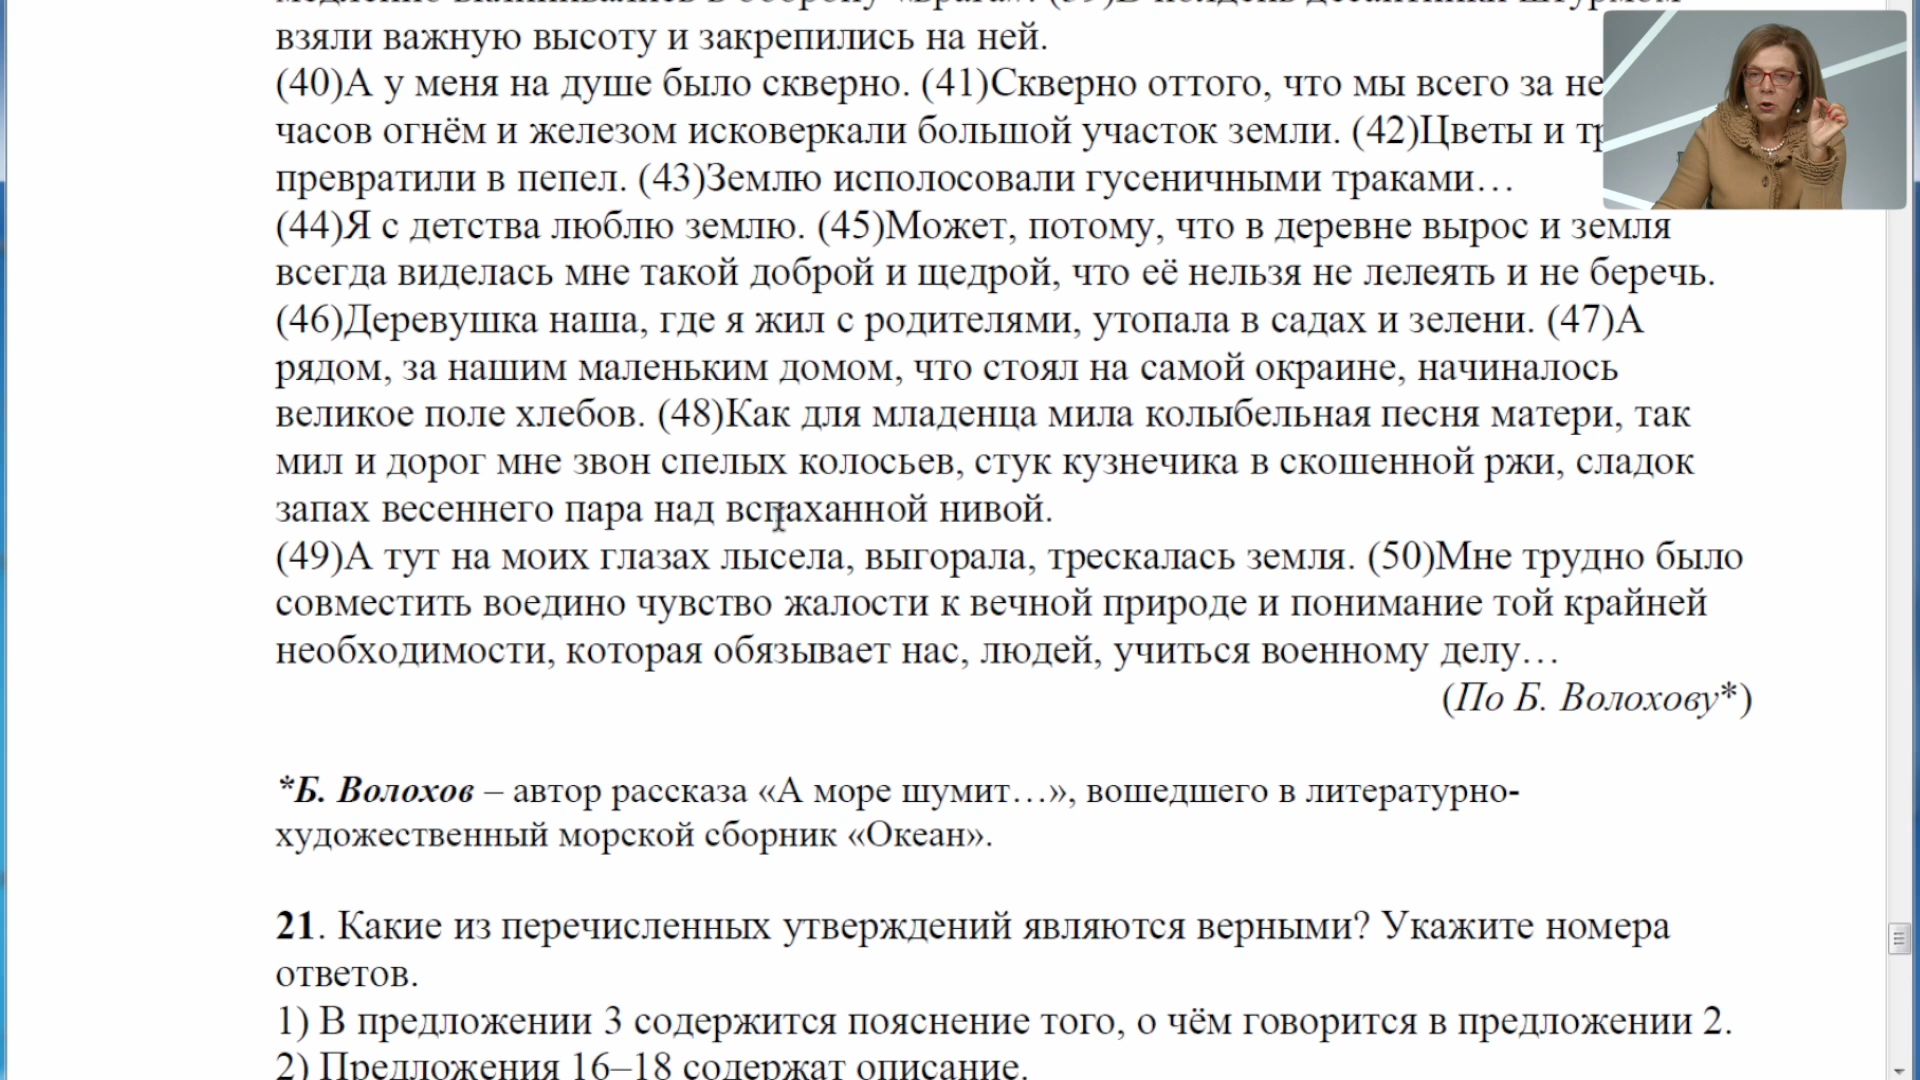 взяли важную высоту и закрепились на ней.
(40)А у меня на душе было скверно. (41)Скверно оттого, что мы всего за
часов огнём и железом исковеркали большой участок земли. (42)Цветы и
превратили в пепел. (43)Землю исполосовали гусеничными траками…
(44)Я с детства люблю землю. (45)Может, потому, что в деревне вырос и земля
всегда виделась мне такой доброй и щедрой, что её нельзя не лелеять и не беречь.
(46)Деревушка наша, где я жил с родителями, утопала в садах и зелени. (47)А
рядом, за нашим маленьким домом, что стоял на самой окраине, начиналось
великое поле хлебов. (48)Как для младенца мила колыбельная песня матери, так
мил и дорог мне звон спелых колосьев, стук кузнечика в скошенной ржи, сладок
запах весеннего пара над вспаханной нивой.
(49)А тут на моих глазах лысела, выгорала, трескалась земля. (50)Мне трудно было
совместить воедино чувство жалости к вечной природе и понимание той крайней
необходимости, которая обязывает нас, людей, учиться военному делу…
(По Б. Волохову*)
*Б. Волохов – автор рассказа «А море шумит…», вошедшего в литературно-
художественный морской сборник «Океан».
21. Какие из перечисленных утверждений являются верными? Укажите номера
ответов.
1) В предложении 3 содержится пояснение того, о чём говорится в предложении 2.
2) Предложения 16–18 содержат описание.